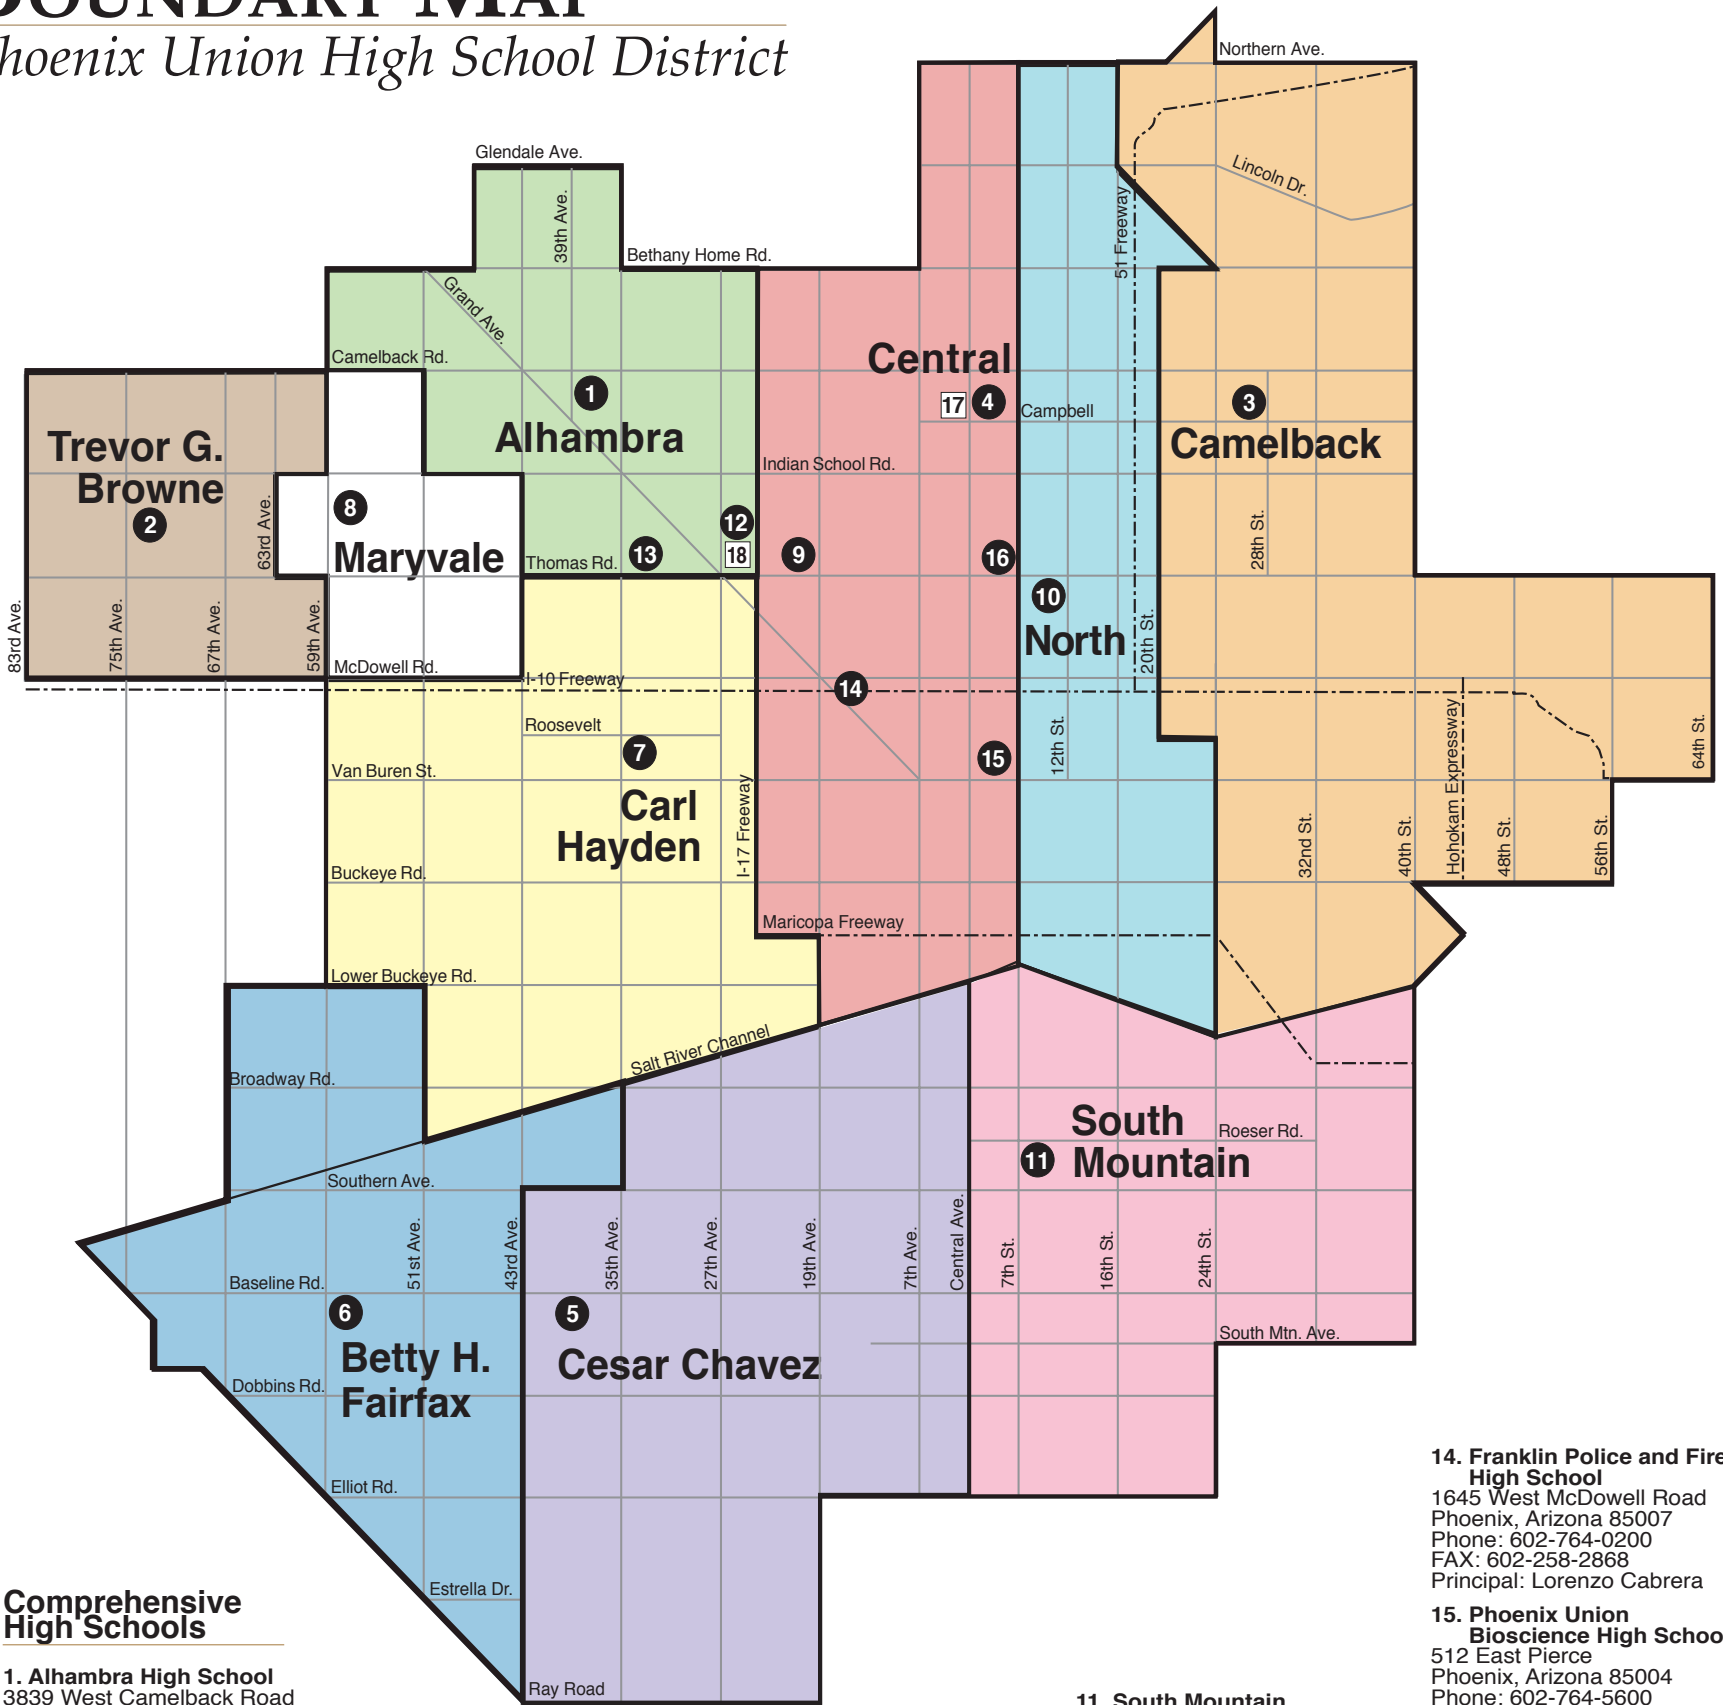 Phoenix Union High School District
Northern Ave.
Glendale Ave.
Lincoln Dr.
39th Ave.
51 Freeway
Bethany Home Rd.
Grand Ave.
Camelback Rd.
Central
1
17
4
Campbell
3
Trevor G.
Browne
2
Alhambra
Camelback
Indian School Rd.
8
63rd Ave.
Maryvale
12
18
13
Thomas Rd.
9
16
28th St.
10
North
20th St.
83rd Ave.
75th Ave.
67th Ave.
59th Ave.
McDowell Rd.
I-10 Freeway
14
Roosevelt
7
15
12th St.
Hohokam Expressway
64th St.
Van Buren St.
Carl
Hayden
I-17 Freeway
32nd St.
40th St.
48th St.
56th St.
Buckeye Rd.
Maricopa Freeway
Lower Buckeye Rd.
Salt River Channel
Broadway Rd.
South
Mountain
11
Roeser Rd.
Southern Ave.
51st Ave.
43rd Ave.
35th Ave.
27th Ave.
19th Ave.
7th Ave.
Central Ave.
7th St.
16th St.
24th St.
Baseline Rd.
6
5
South Mtn. Ave.
Betty H.
Fairfax
Cesar Chavez
Dobbins Rd.
Elliot Rd.
Estrella Dr.
Ray Road
Comprehensive
High Schools
1. Alhambra High School
3839 West Camelback Road
11. South Mountain
14. Franklin Police and Fire
High School
1645 West McDowell Road
Phoenix, Arizona 85007
Phone: 602-764-0200
FAX: 602-258-2868
Principal: Lorenzo Cabrera
15. Phoenix Union
Bioscience High School
512 East Pierce
Phoenix, Arizona 85004
Phone: 602-764-5600